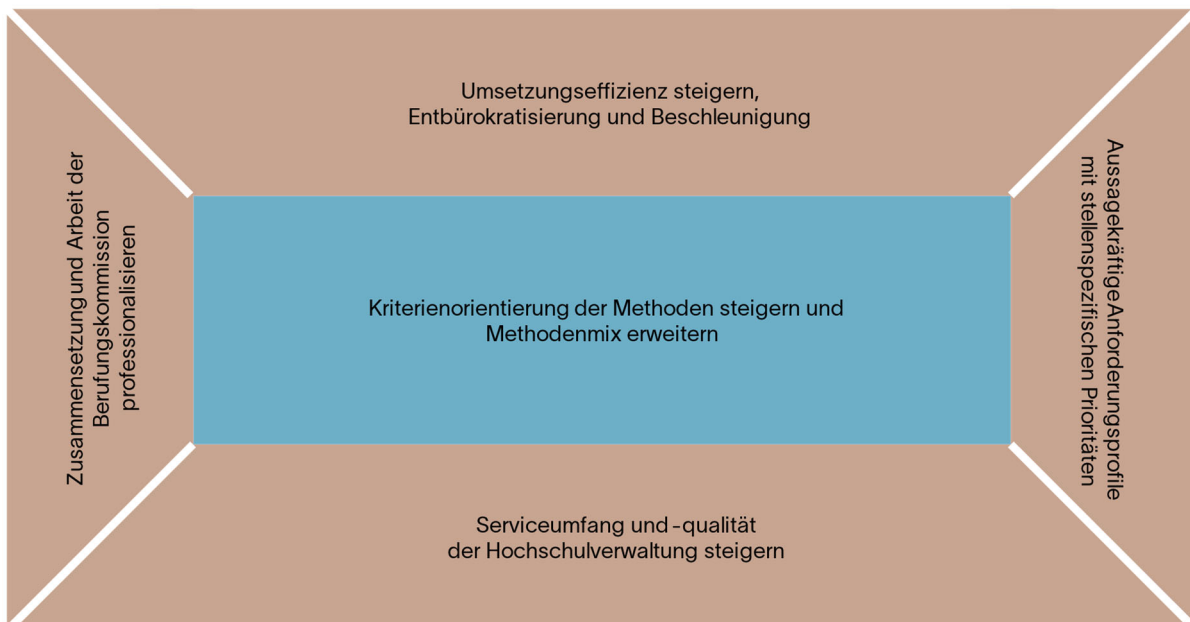 Umsetzungseffizienz steigern,
Entbürokratisierung und Beschleunigung
Zusammensetzung und Arbeit der
Berufungskommission
professionalisieren
Kriterienorientierung der Methoden steigern und
Methodenmix erweitern
Aussagekräftige Anforderungsprofile
mit stellenspezifischen Prioritäten
Serviceumfang und -qualität
der Hochschulverwaltung steigern